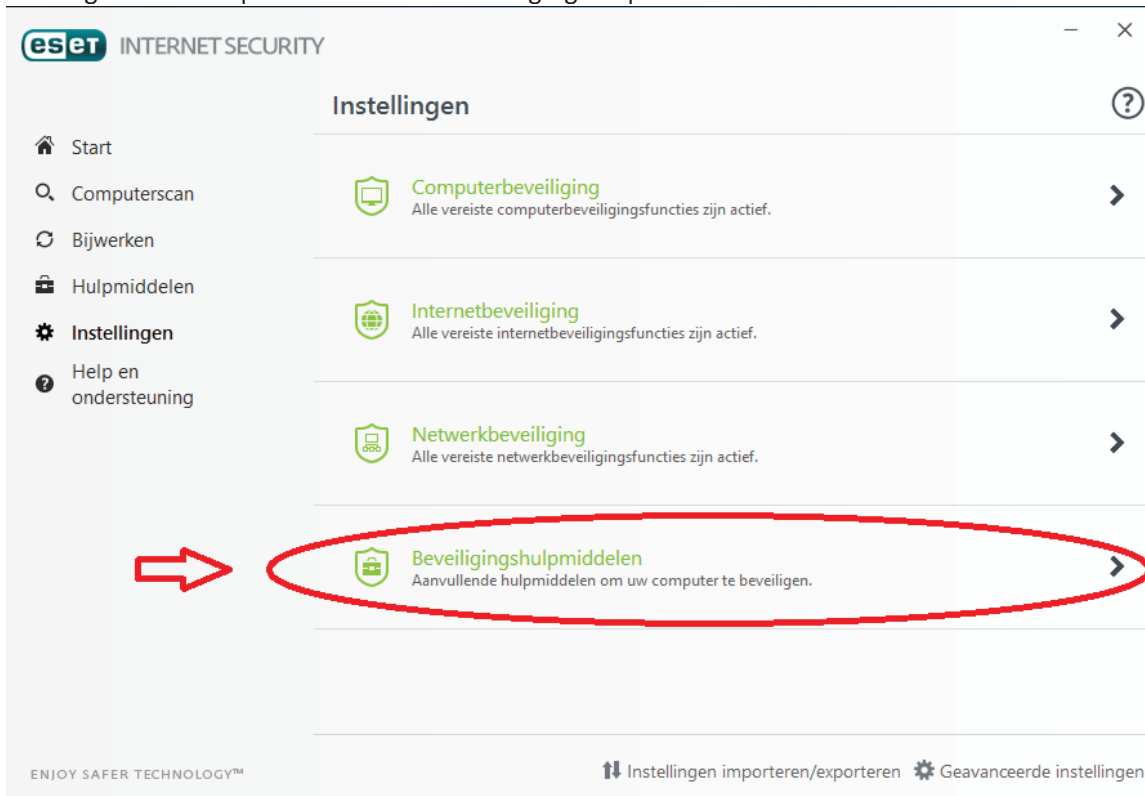 eset INTERNET SECURITY
Instellingen
Start
Computerscan
Bijwerken
Hulpmiddelen
Instellingen
Help en
ondersteuning
Computerbeveiliging
Alle vereiste computerbeveiligingsfuncties zijn actief.
Internetbeveiliging
Alle vereiste internetbeveiligingsfuncties zijn actief.
Netwerkbeveiliging
Alle vereiste netwerkbeveiligingsfuncties zijn actief.
Beveiligingshulpmiddelen
Aanvullende hulpmiddelen om uw computer te beveiligen.
ENJOY SAFER TECHNOLOGY™
Instellingen importeren/exporteren Geavanceerde instellingen